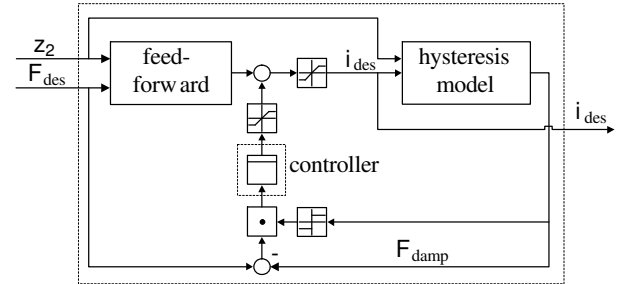 z2
Fdes
feed-
forward
ides
hysteresis
model
ides
controller
Fdamp
-